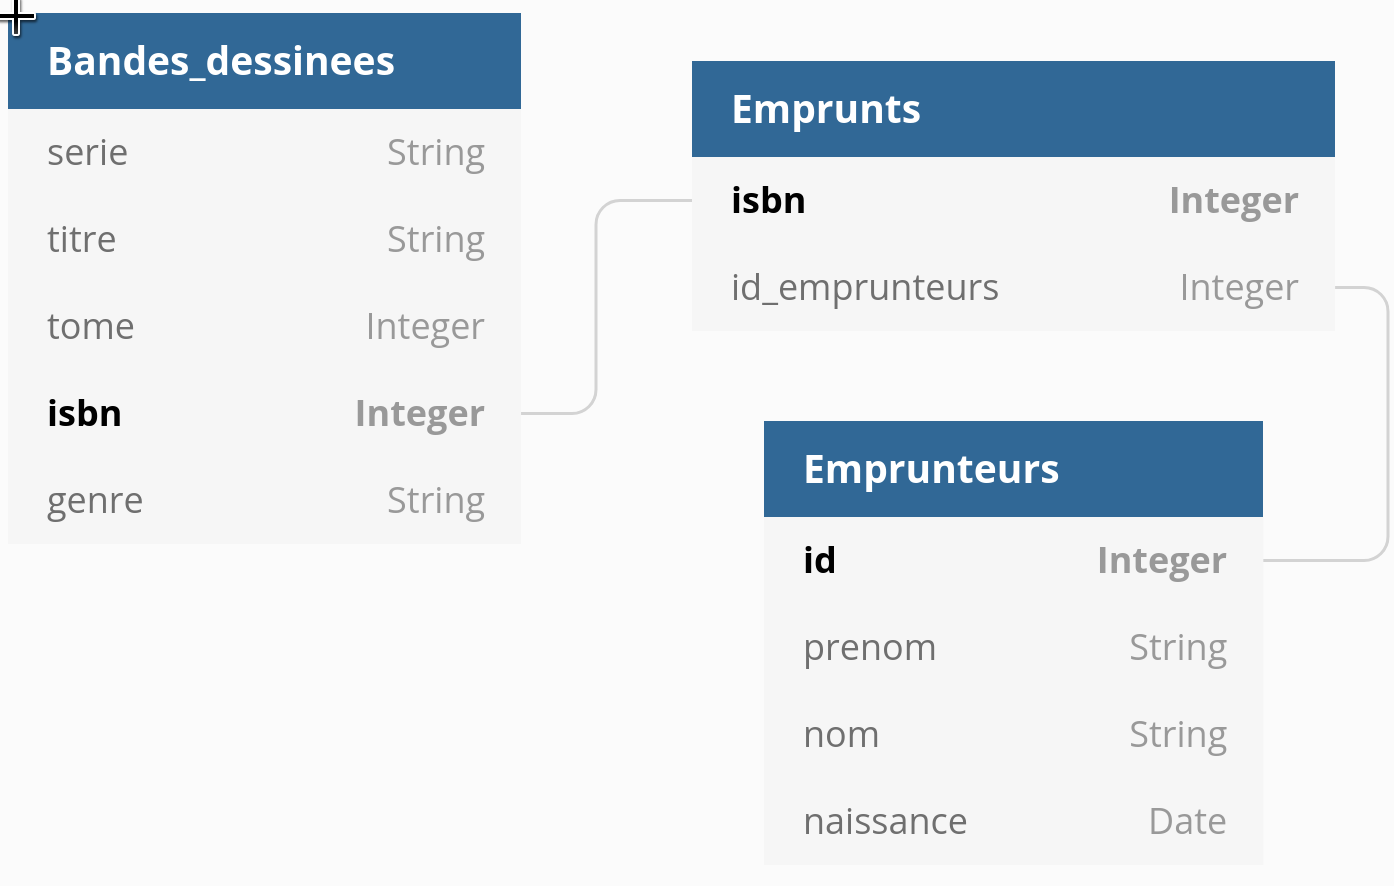 Bandes_dessinees
serie String
titre String
tome Integer
isbn Integer
genre String
Emprunts
isbn Integer
id_emprunteurs Integer
Emprunteurs
id Integer
prenom String
nom String
naissance Date